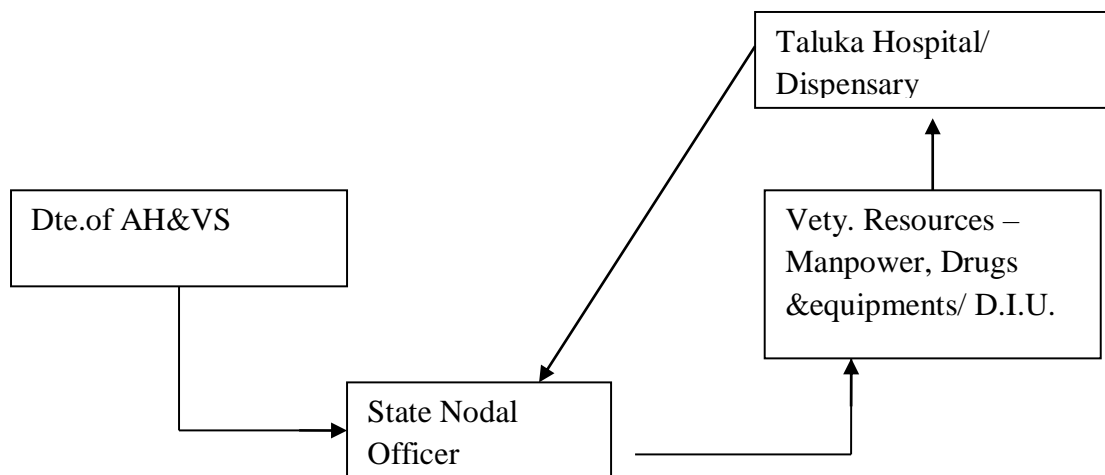 Taluka Hospital/
Dispensary
Dte.of AH&VS
Vety. Resources –
Manpower, Drugs
&equipments/ D.I.U.
State Nodal
Officer